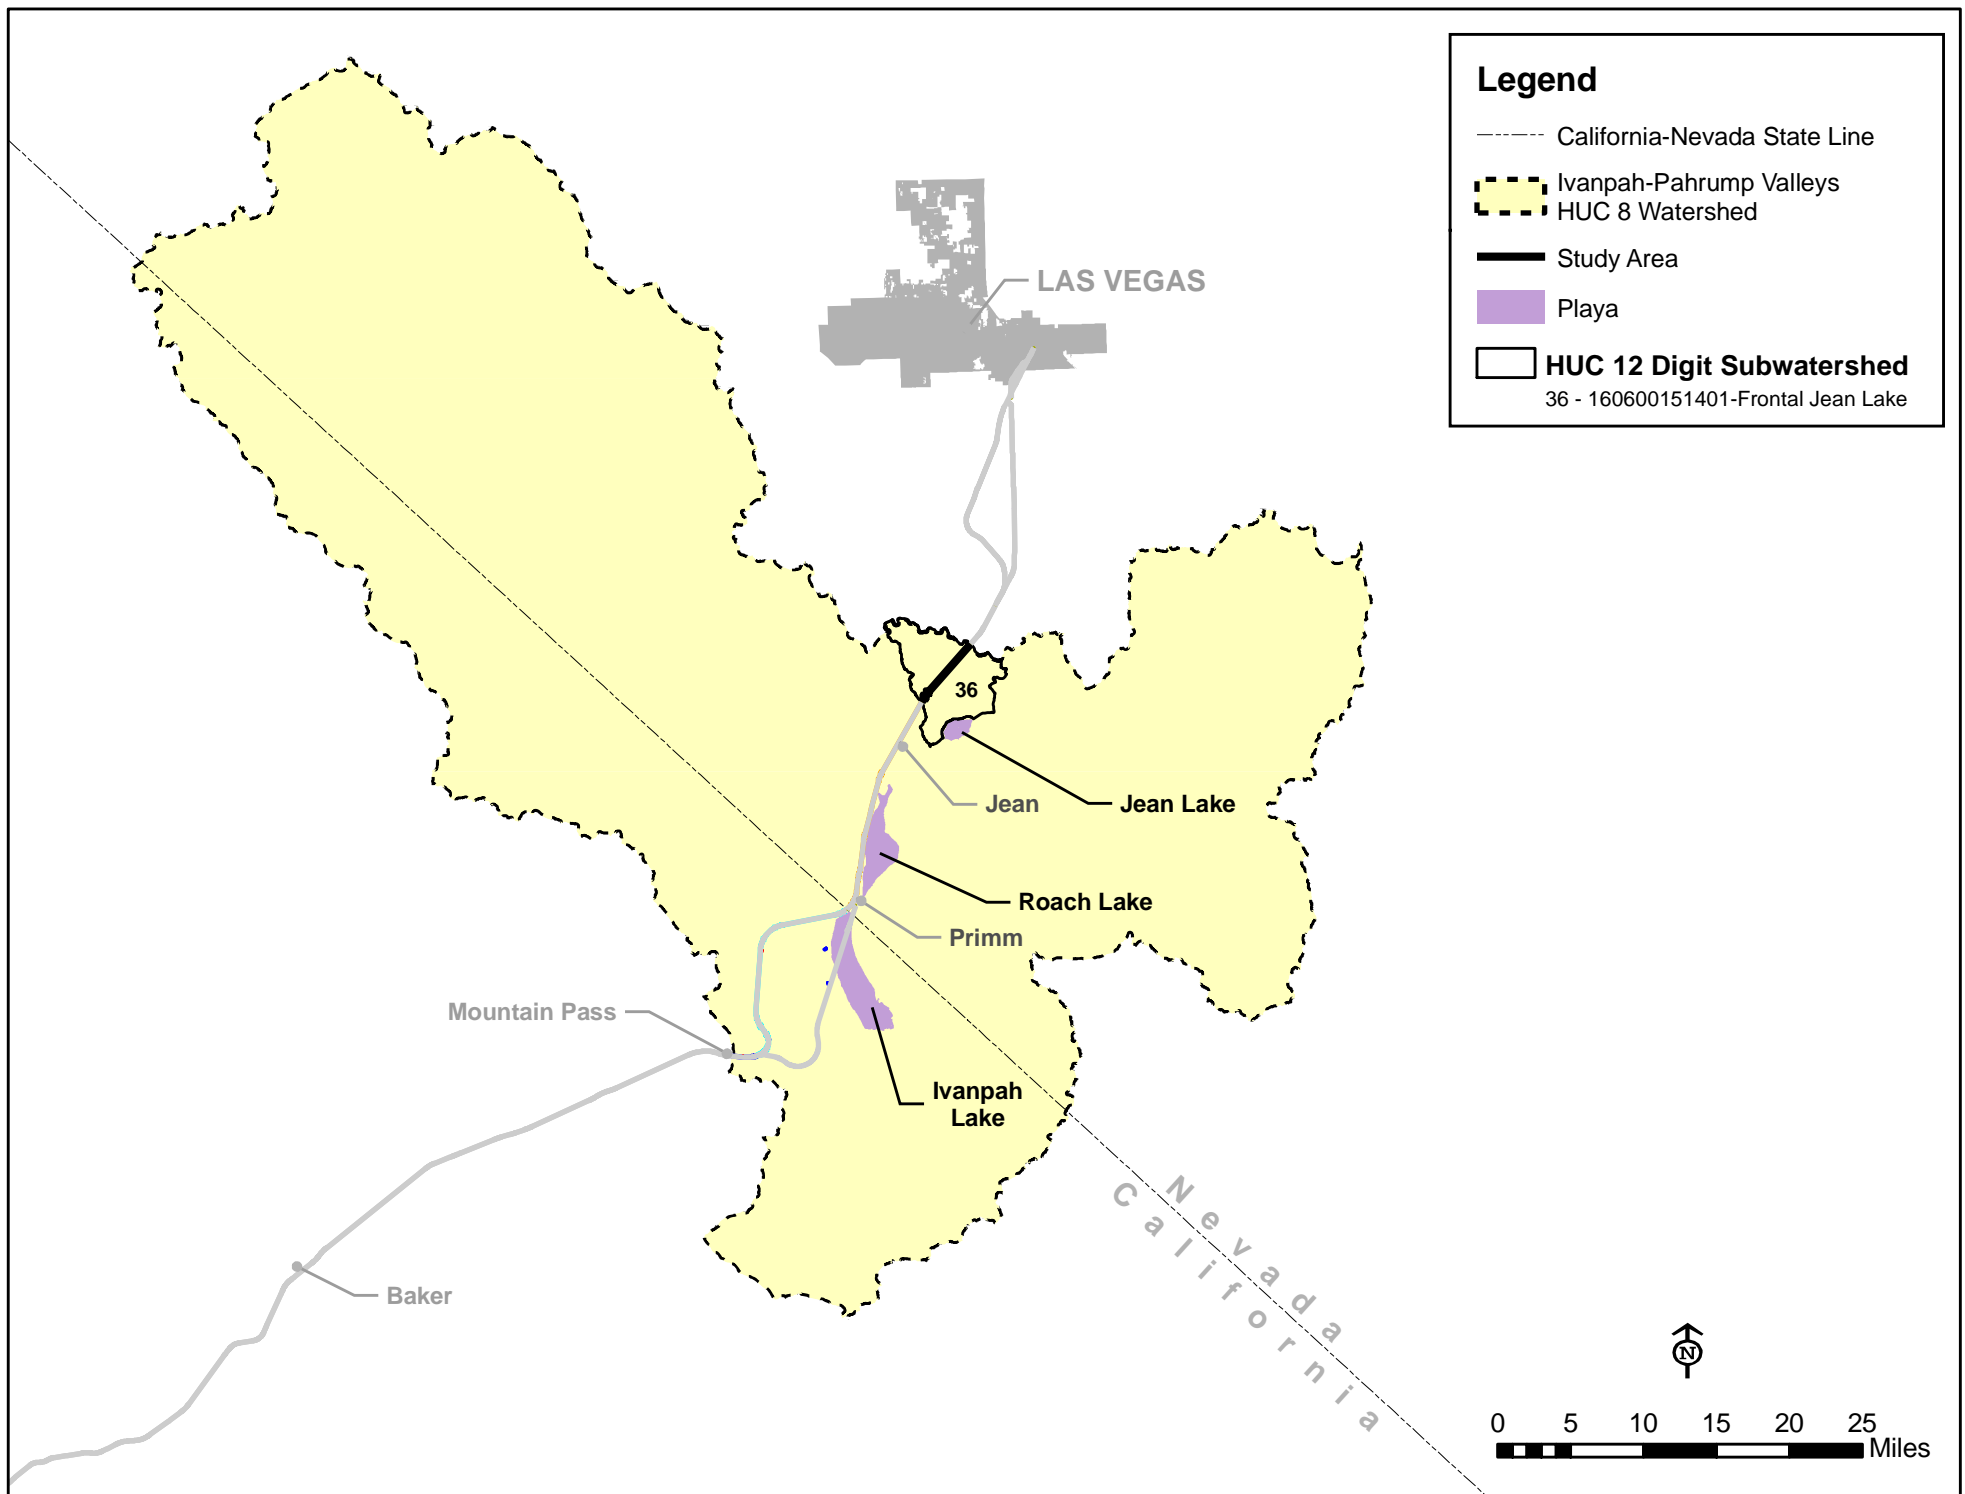 Legend
California-Nevada State Line
Ivanpah-Pahrump Valleys
HUC 8 Watershed
Study Area
Playa
HUC 12 Digit Subwatershed
36 - 160600151401-Frontal Jean Lake
LAS VEGAS
36
Jean
Jean Lake
Roach Lake
Primm
Mountain Pass
Ivanpah
Lake
Nevada
California
Baker
N
0 5 10 15 20 25
Miles